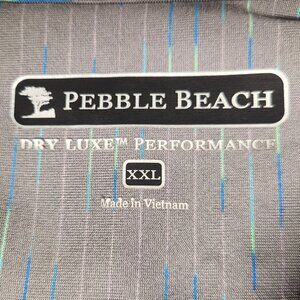 PEBBLE BEACH
DRY LUXE™ PERFORMANCE
XXL
Made In Vietnam